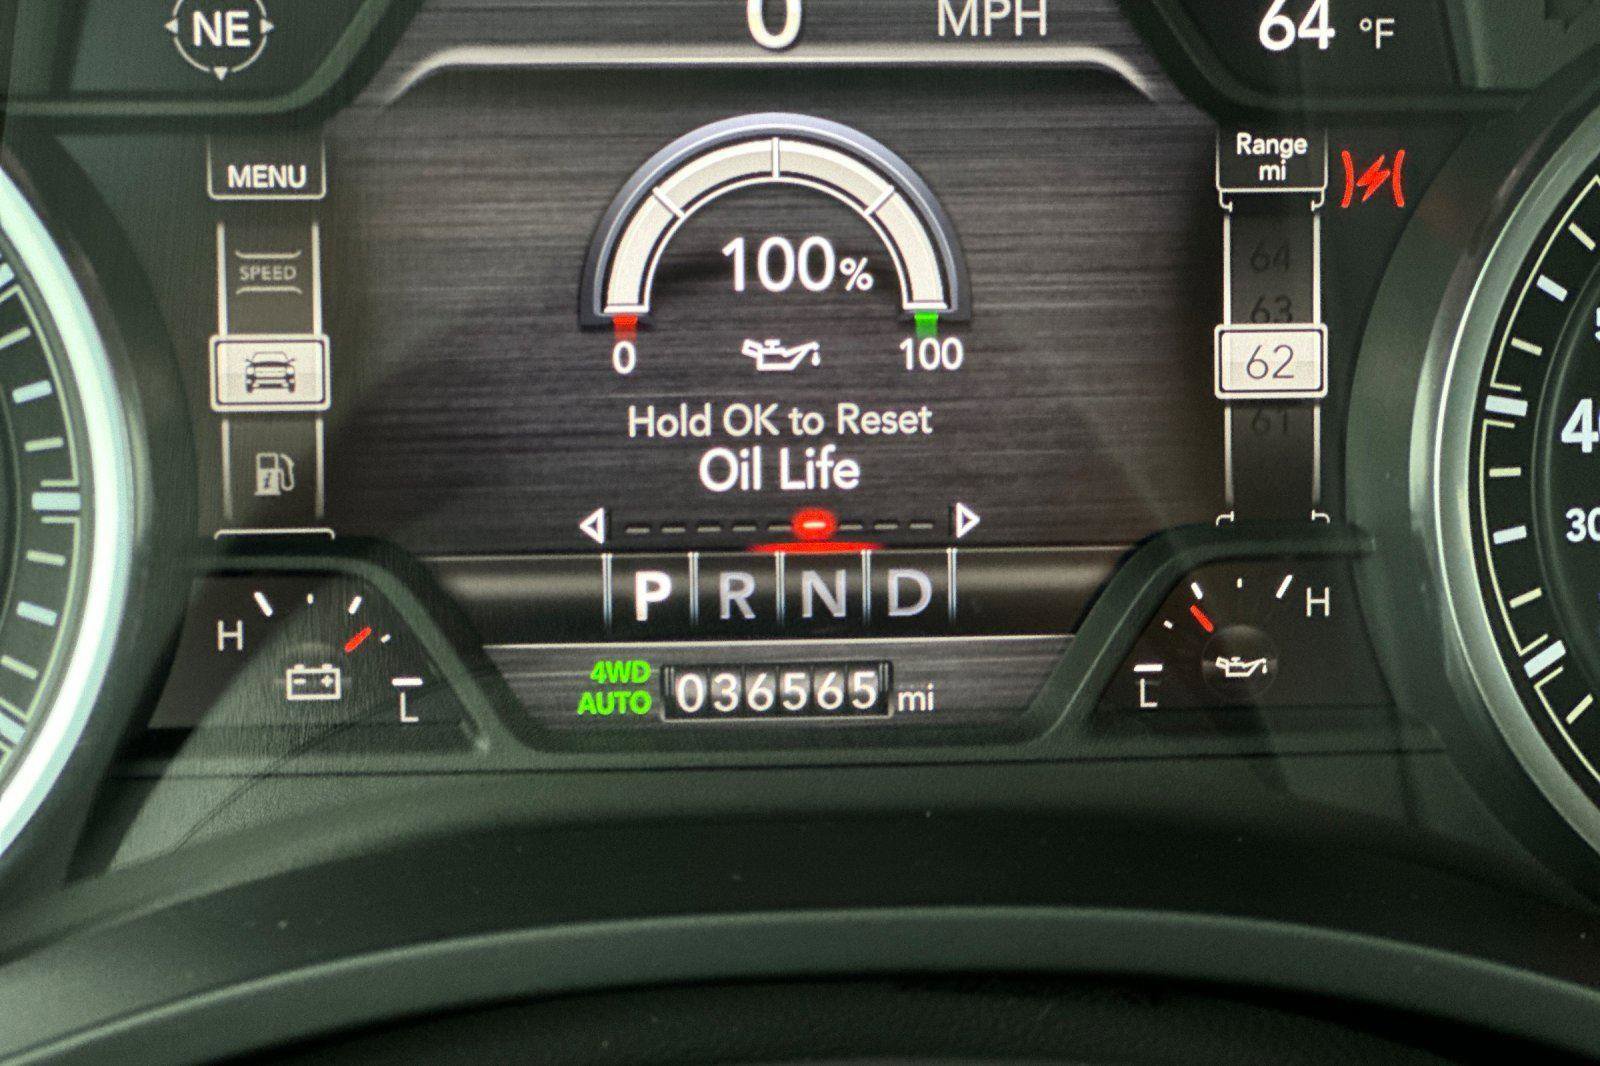 NE
0 MPH
64 °F
MENU
SPEED
100%
0
100
Hold OK to Reset
Oil Life
P R N D
4WD
AUTO
036565 mi
H
L
Range
mi
64
63
62
61
L
H
30